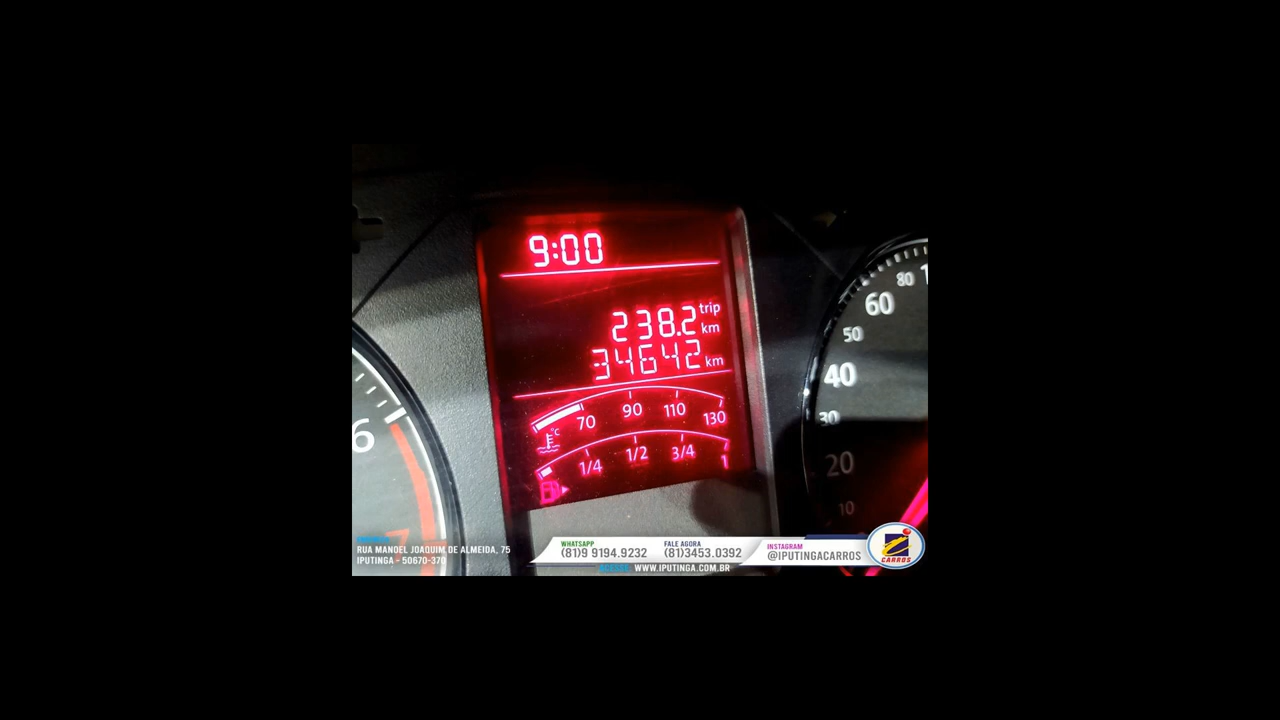 9:00
238.2 trip km
34642 km
70 90 110 130
°C
1/4 1/2 3/4 1
6
7
80
60
50
40
30
20
10
RUA MANOEL JOAQUIM DE ALMEIDA, 75
IPUTINGA - 50670-370
WHATSAPP
(81)9 9194.9232
FALE AGORA
(81)3453.0392
INSTAGRAM
@IPUTINGACARROS
WWW.IPUTINGA.COM.BR
CARROS